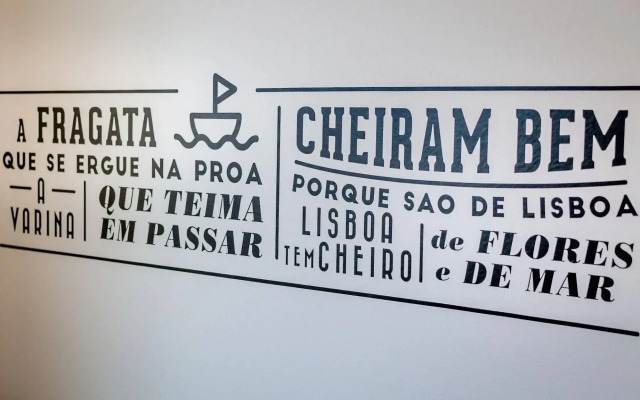 A FRAGATA
QUE SE ERGUE NA PROA
A
VARINA
QUE TEIMA
EM PASSAR
CHEIRAM BEM
PORQUE SAO DE LISBOA
LISBOA
TEM CHEIRO
de FLORES
e DE MAR